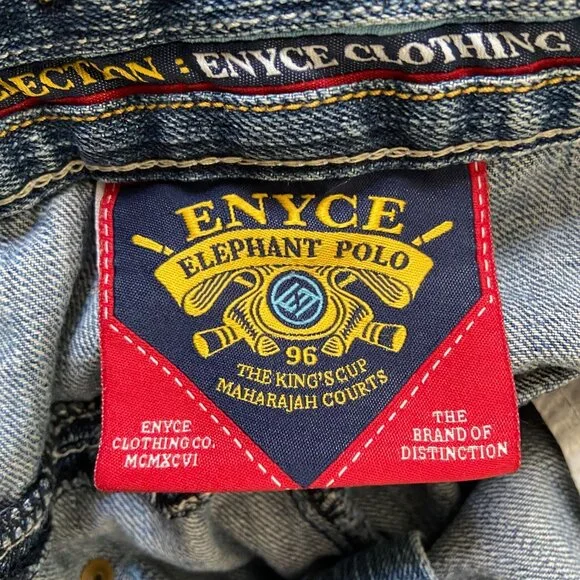 : ENYCE CLOTHING
ENYCE
ELEPHANT POLO
96
THE KING'S CUP
MAHARAJAH COURTS
ENYCE
CLOTHING CO.
MCMXCVI
THE
BRAND OF
DISTINCTION